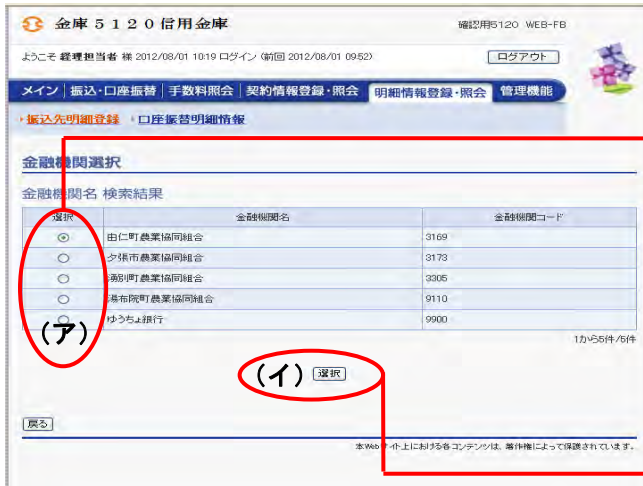 金庫５１２０信用金庫
確認用5120 WEB-FB
ようこそ 経理担当者 様 2012/08/01 10:19 ログイン (前回 2012/08/01 09:52)
ログアウト
メイン 振込・口座振替 手数料照会 契約情報登録・照会 明細情報登録・照会 管理機能
振込先明細登録 口座振替明細情報
金融機関選択
金融機関名 検索結果
選択 金融機関名 金融機関コード
由仁町農業協同組合 3169
夕張市農業協同組合 3173
湧別町農業協同組合 3305
湯布院町農業協同組合 9110
ゆうちょ銀行 9900
(ア)
1から5件/5件
(イ) 選択
戻る
本Webサイト上における各コンテンツは、著作権によって保護されています。